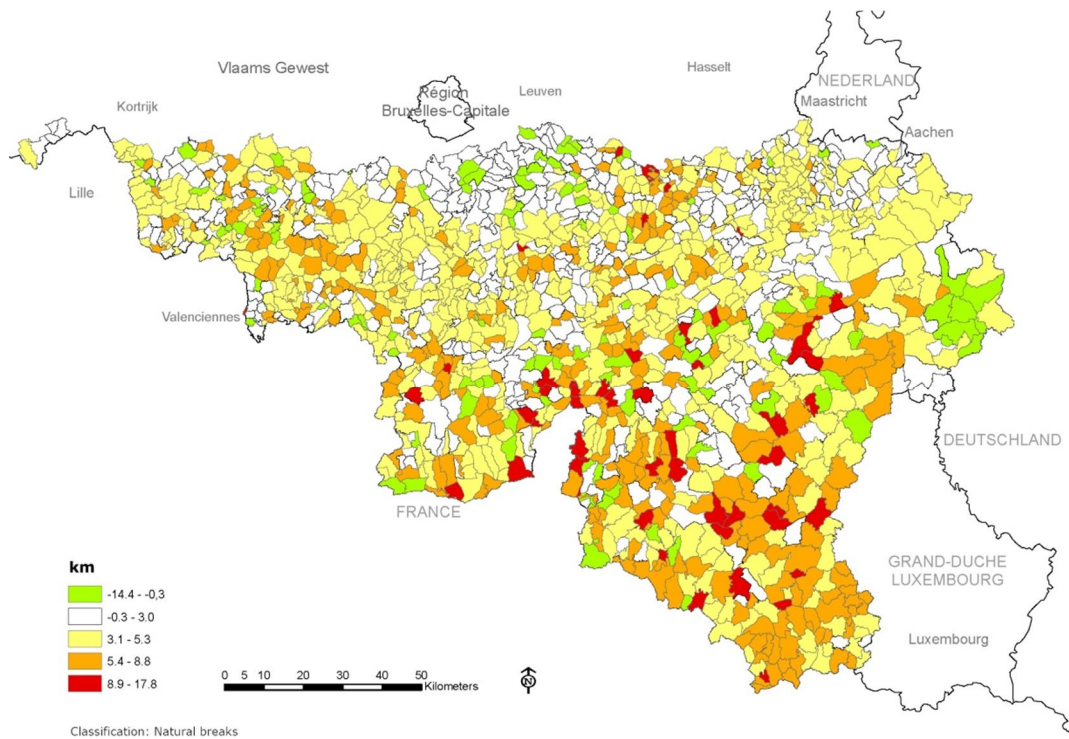 Vlaams Gewest
Hasselt
NEDERLAND
Maastricht
Kortrijk
Région
Bruxelles-Capitale
Leuven
Aachen
Lille
Valenciennes
DEUTSCHLAND
FRANCE
GRAND-DUCHE
LUXEMBOURG
Luxembourg
km
-14.4 - -0,3
-0.3 - 3.0
3.1 - 5.3
5.4 - 8.8
8.9 - 17.8
0 5 10 20 30 40 50
Kilometers
N
Classification: Natural breaks